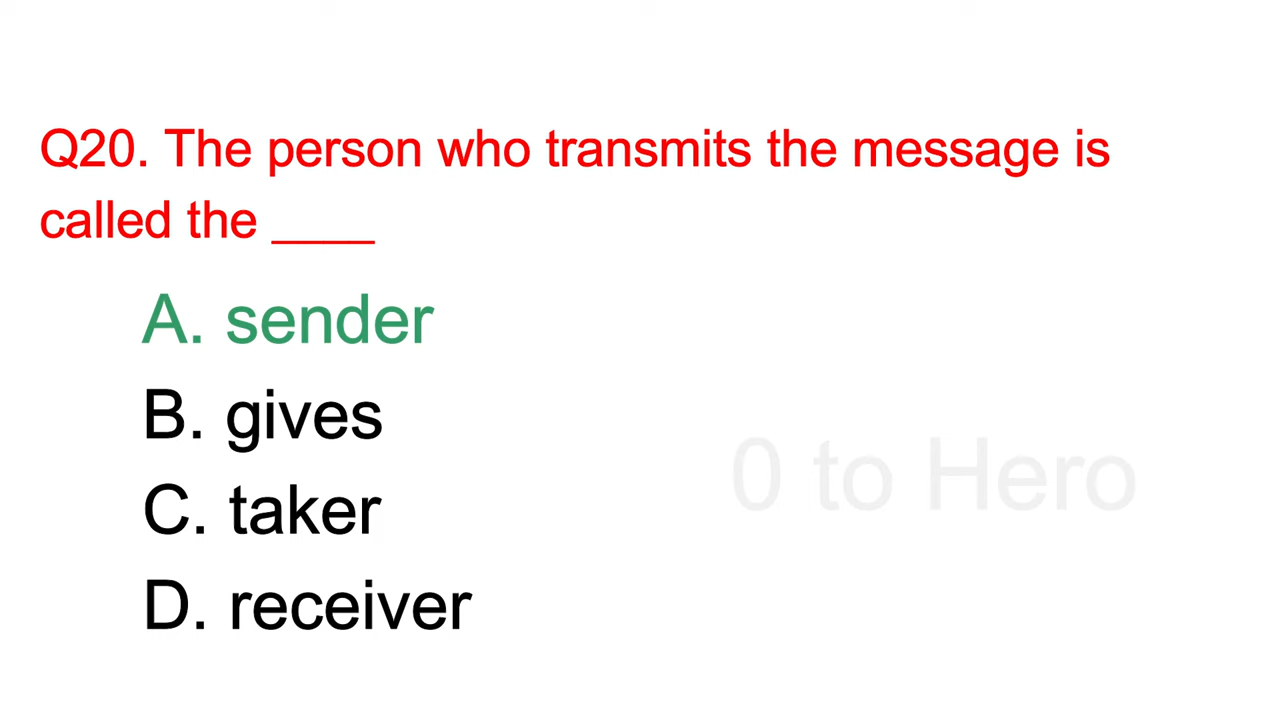 Q20. The person who transmits the message is
called the ____
A. sender
B. gives
C. taker
D. receiver
0 to Hero